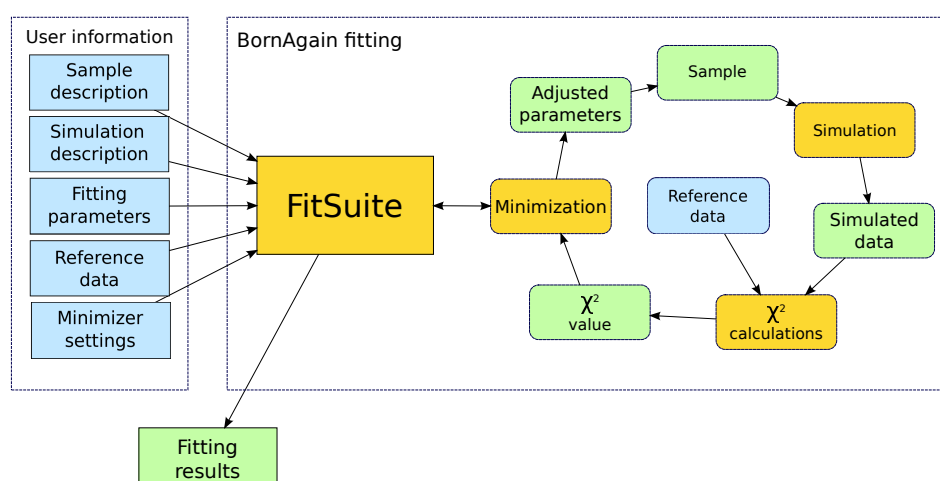 User information
Sample
description
Simulation
description
Fitting
parameters
Reference
data
Minimizer
settings
BornAgain fitting
FitSuite
Minimization
Adjusted
parameters
Sample
Simulation
Simulated
data
Reference
data
χ²
calculations
χ²
value
Fitting
results